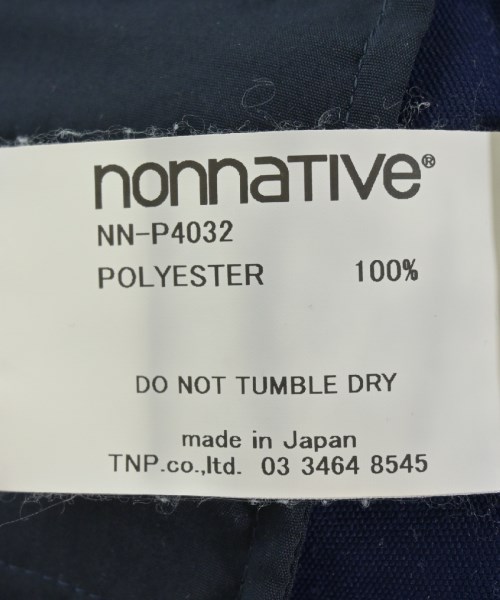 nonnative®
NN-P4032
POLYESTER 100%
DO NOT TUMBLE DRY
made in Japan
TNP.co.,ltd. 03 3464 8545